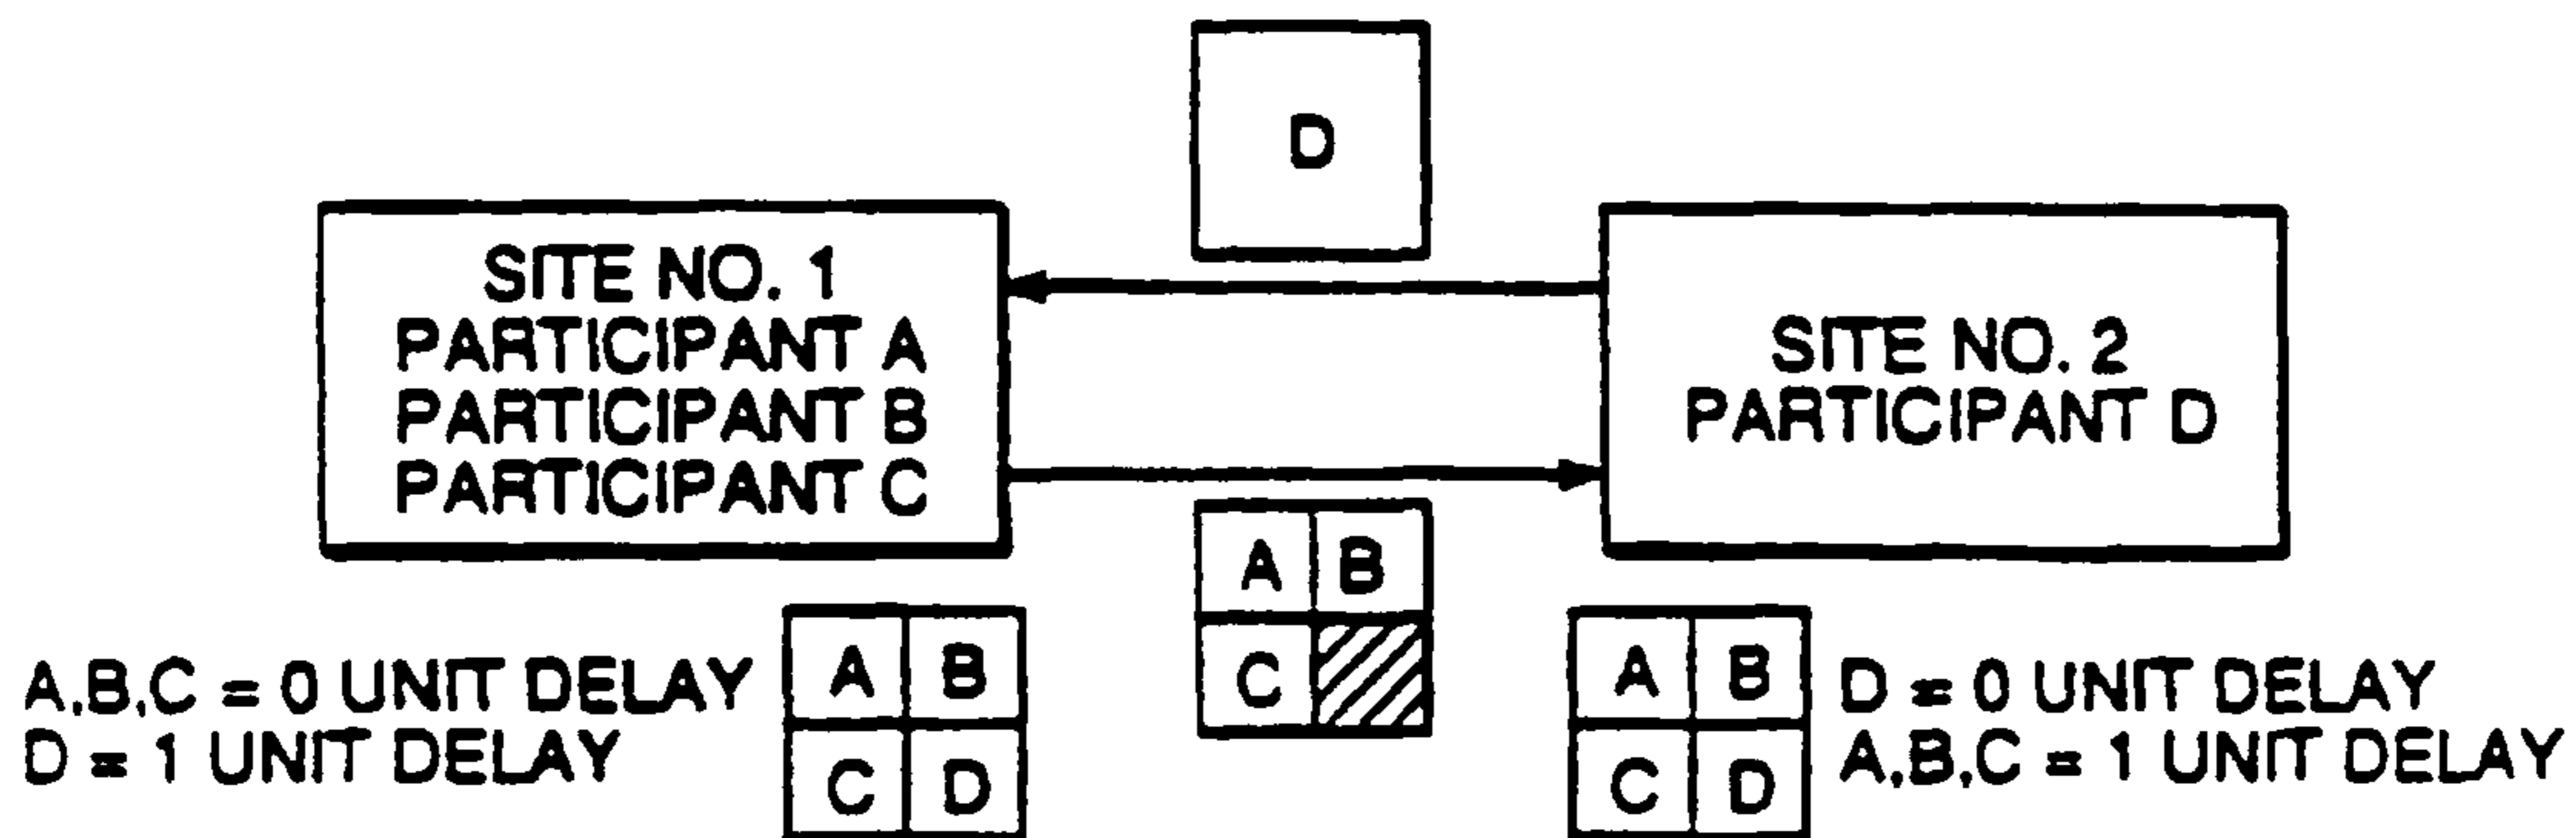 D
SITE NO. 1
PARTICIPANT A
PARTICIPANT B
PARTICIPANT C
SITE NO. 2
PARTICIPANT D
A B
C
A,B,C = 0 UNIT DELAY
D = 1 UNIT DELAY
A B
C D
A B
C D
D = 0 UNIT DELAY
A,B,C = 1 UNIT DELAY